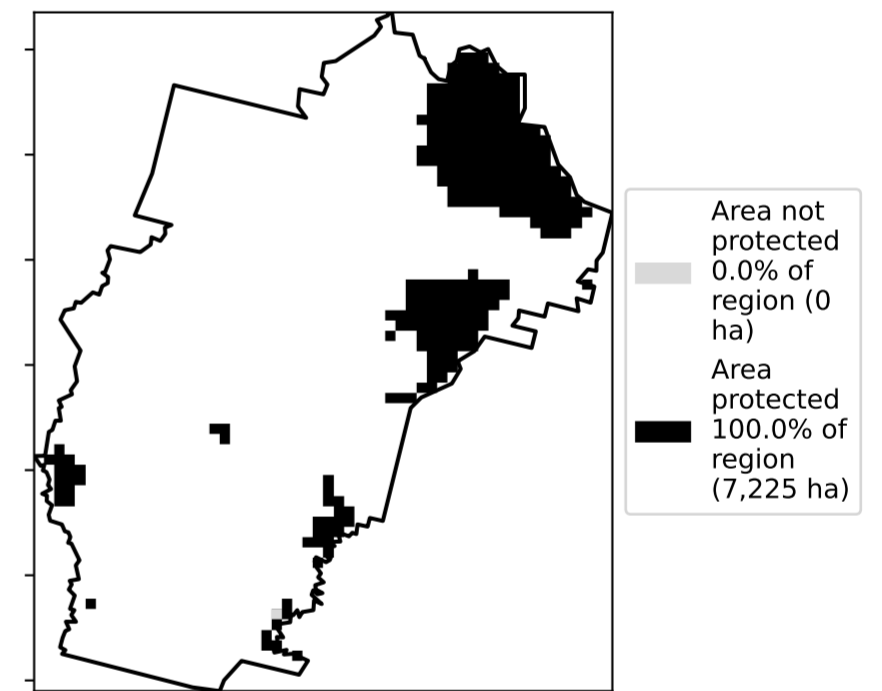 Area not
protected
0.0% of
region (0
ha)
Area
protected
100.0% of
region
(7,225 ha)